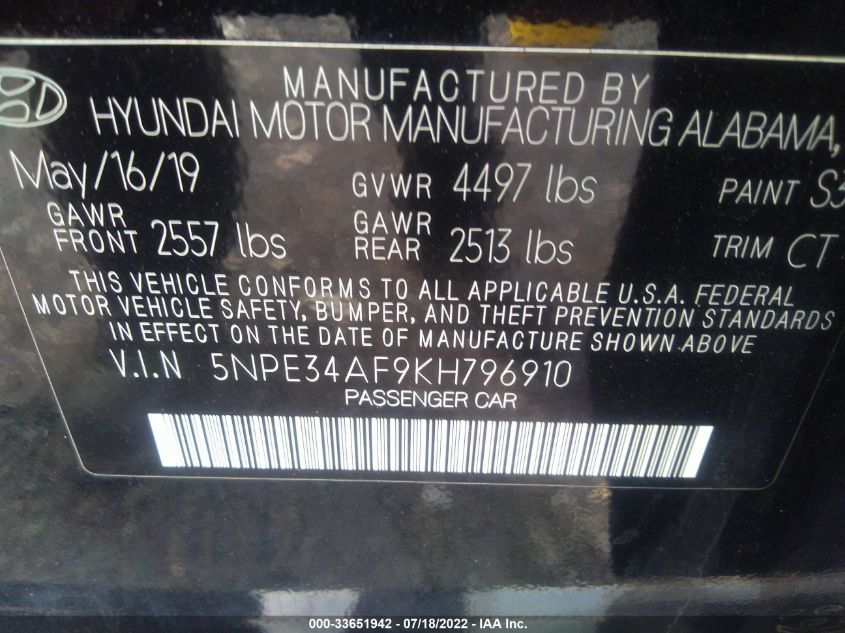 MANUFACTURED BY
HYUNDAI MOTOR MANUFACTURING ALABAMA,
May/16/19 GVWR 4497 lbs PAINT S3
GAWR FRONT 2557 lbs GAWR REAR 2513 lbs TRIM CT
THIS VEHICLE CONFORMS TO ALL APPLICABLE U.S.A. FEDERAL
MOTOR VEHICLE SAFETY, BUMPER, AND THEFT PREVENTION STANDARDS
IN EFFECT ON THE DATE OF MANUFACTURE SHOWN ABOVE
V.I.N 5NPE34AF9KH796910
PASSENGER CAR
000-33651942 - 07/18/2022 - IAA Inc.